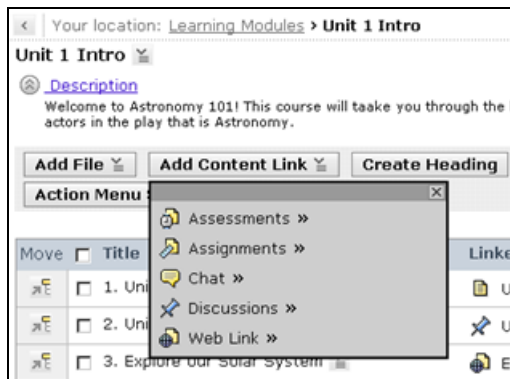 Your location: Learning Modules › Unit 1 Intro
Unit 1 Intro
Description
Welcome to Astronomy 101! This course will taake you through the
actors in the play that is Astronomy.
Add File Add Content Link Create Heading
Action Menu
Assessments »
Assignments »
Chat »
Discussions »
Web Link »
Move Title Linke
1. Uni U
2. Uni U
3. Explore Our Solar System E